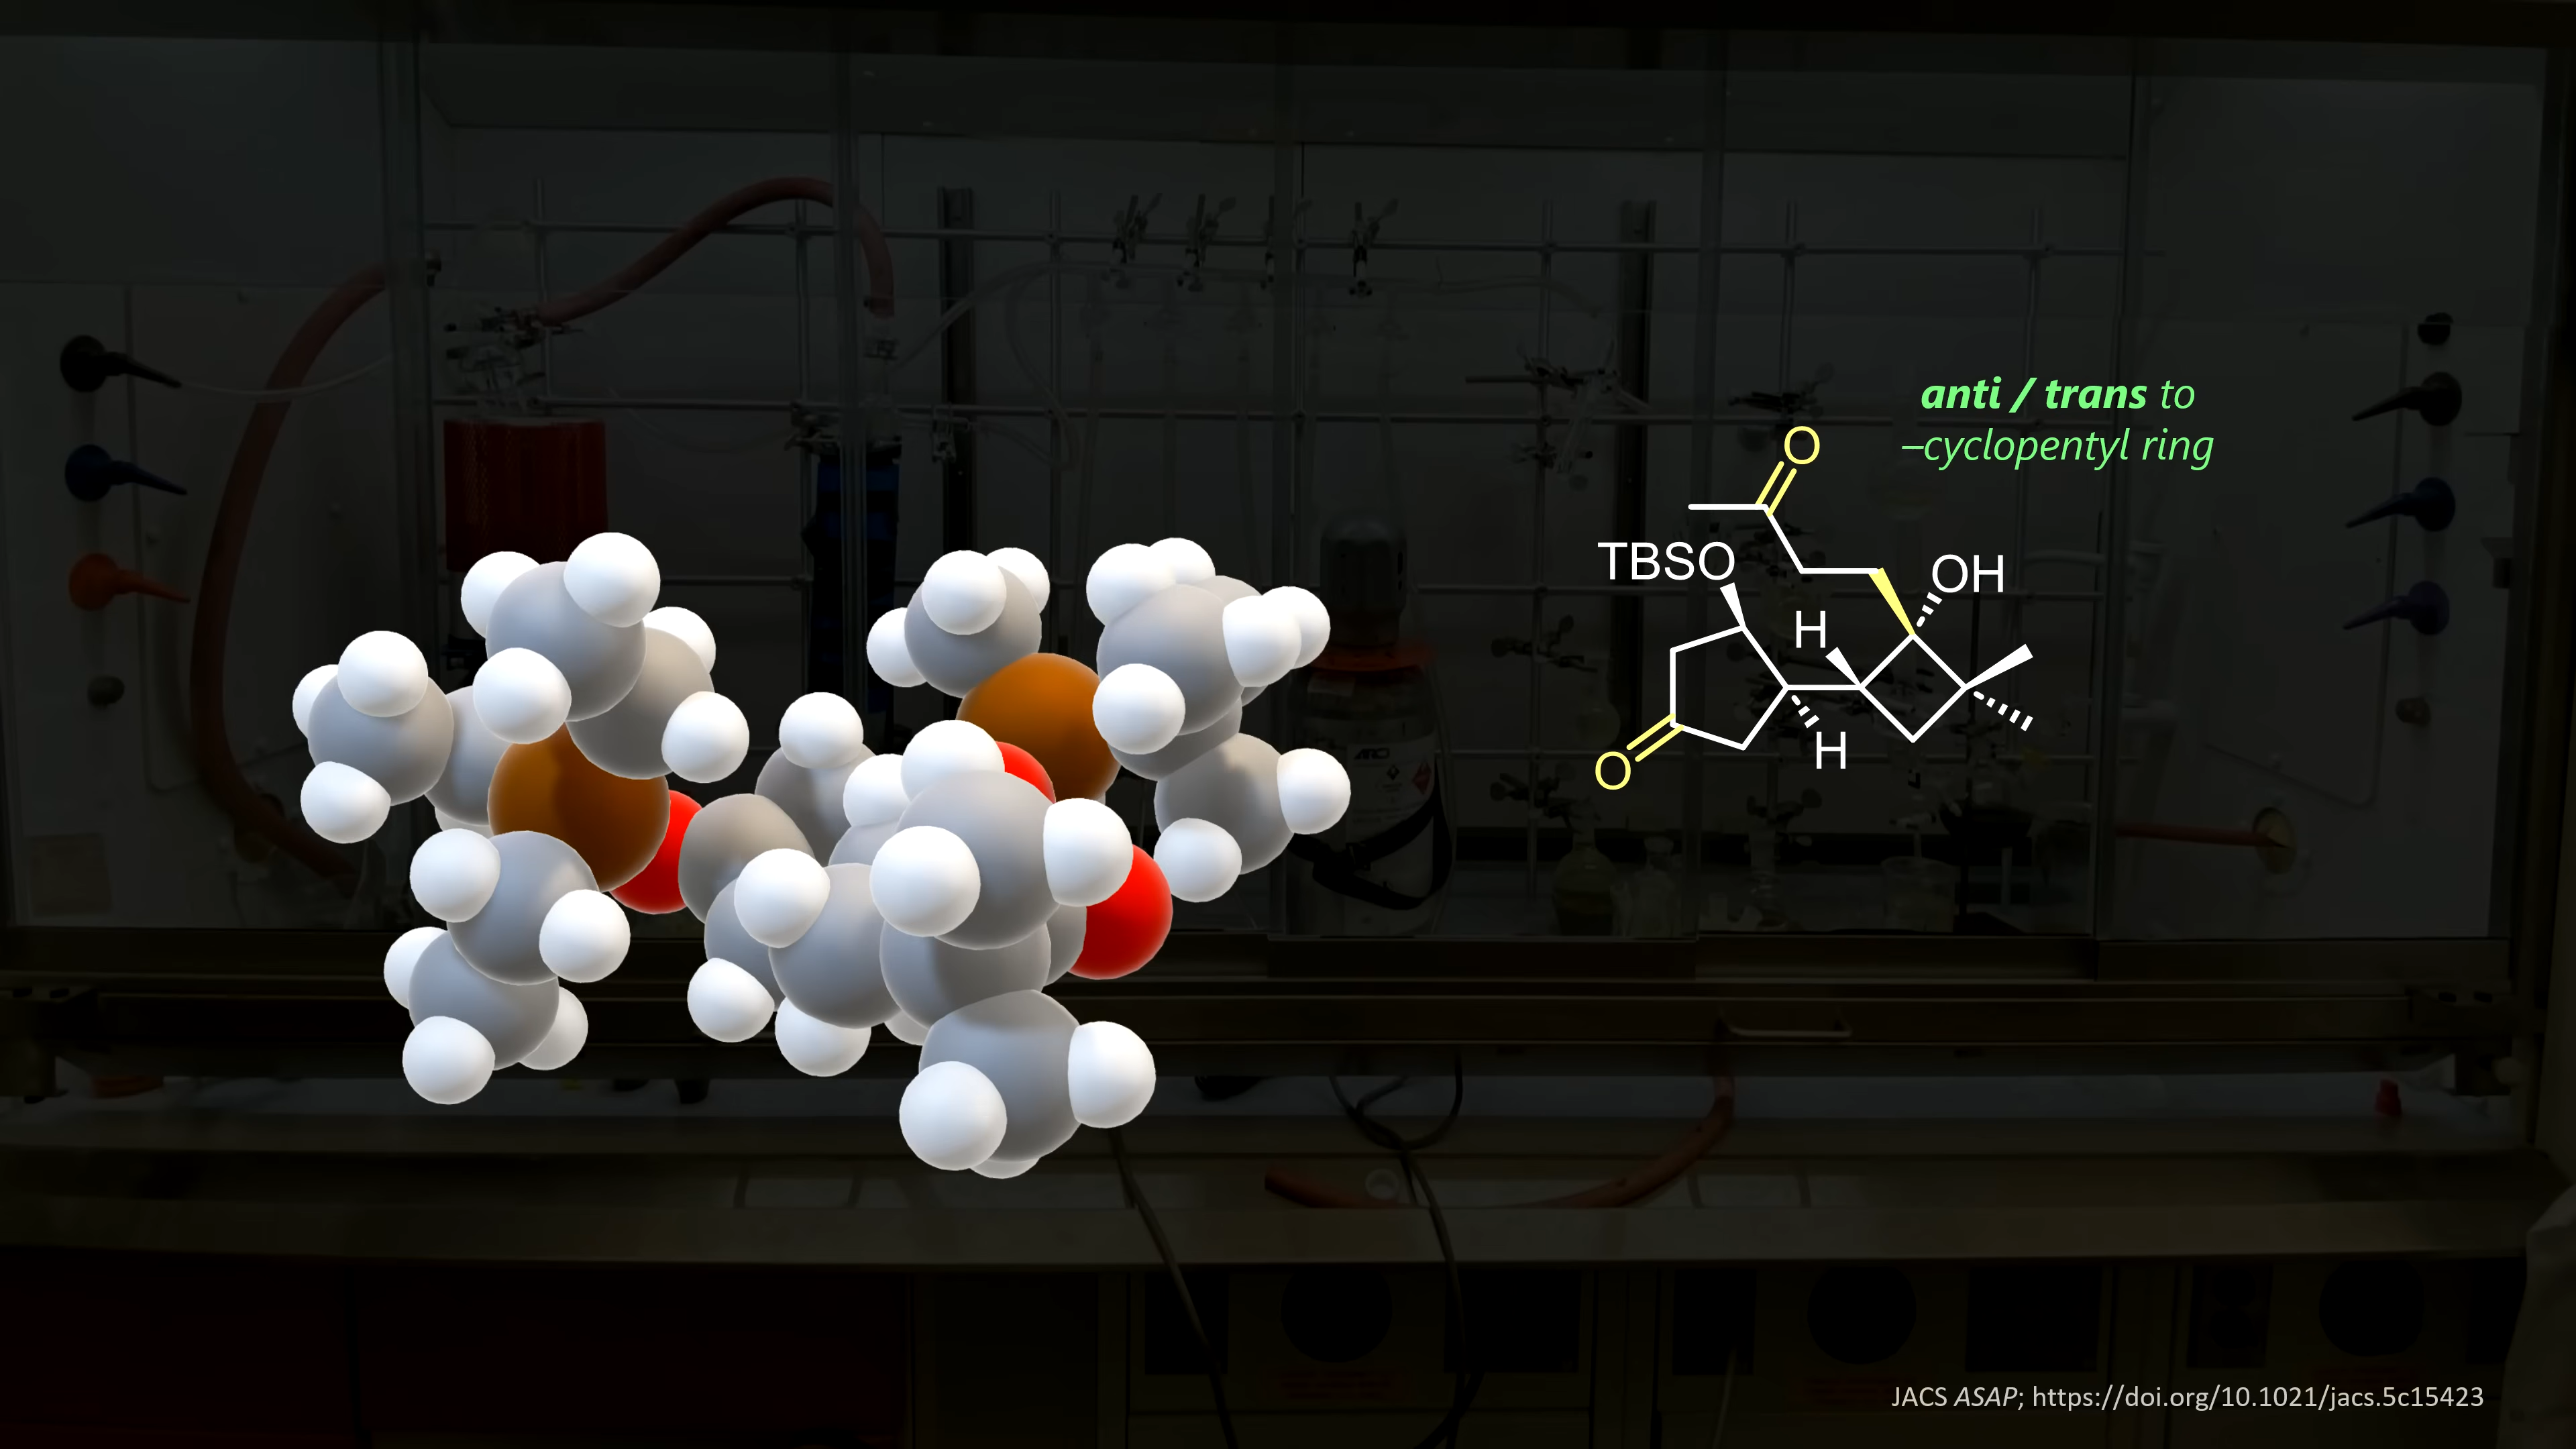 anti / trans to
–cyclopentyl ring
O
TBSO
OH
H
H
O
JACS ASAP; https://doi.org/10.1021/jacs.5c15423